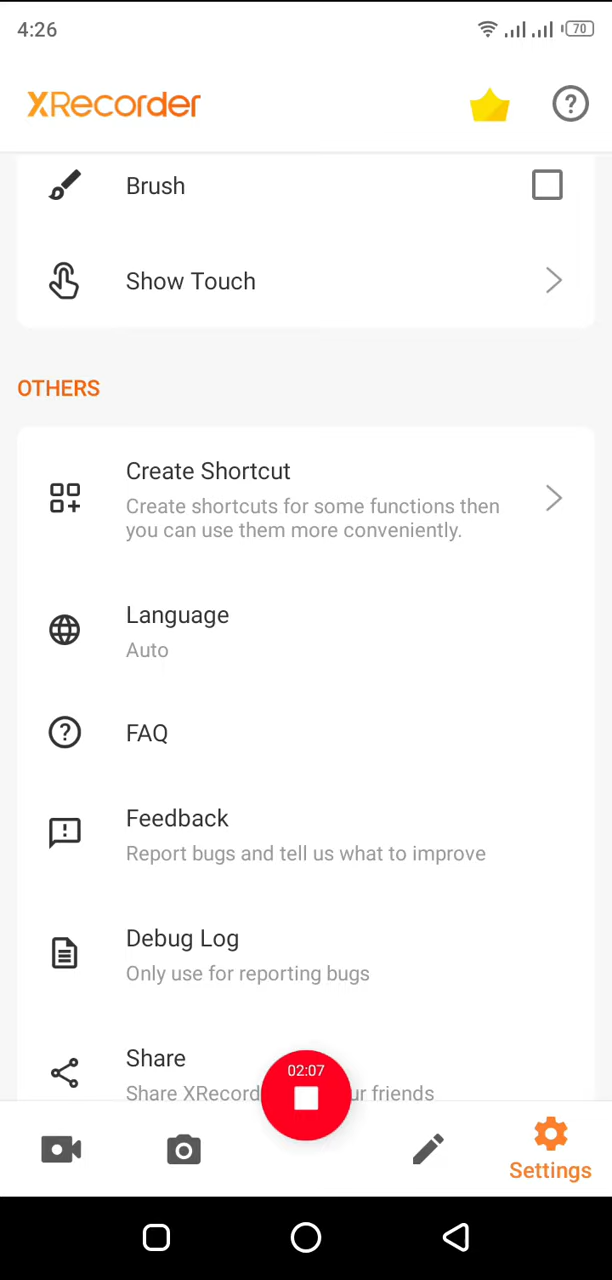 4:26
70
XRecorder
Brush
Show Touch
OTHERS
Create Shortcut
Create shortcuts for some functions then
you can use them more conveniently.
Language
Auto
FAQ
Feedback
Report bugs and tell us what to improve
Debug Log
Only use for reporting bugs
Share
02:07
Share XRecord ur friends
Settings